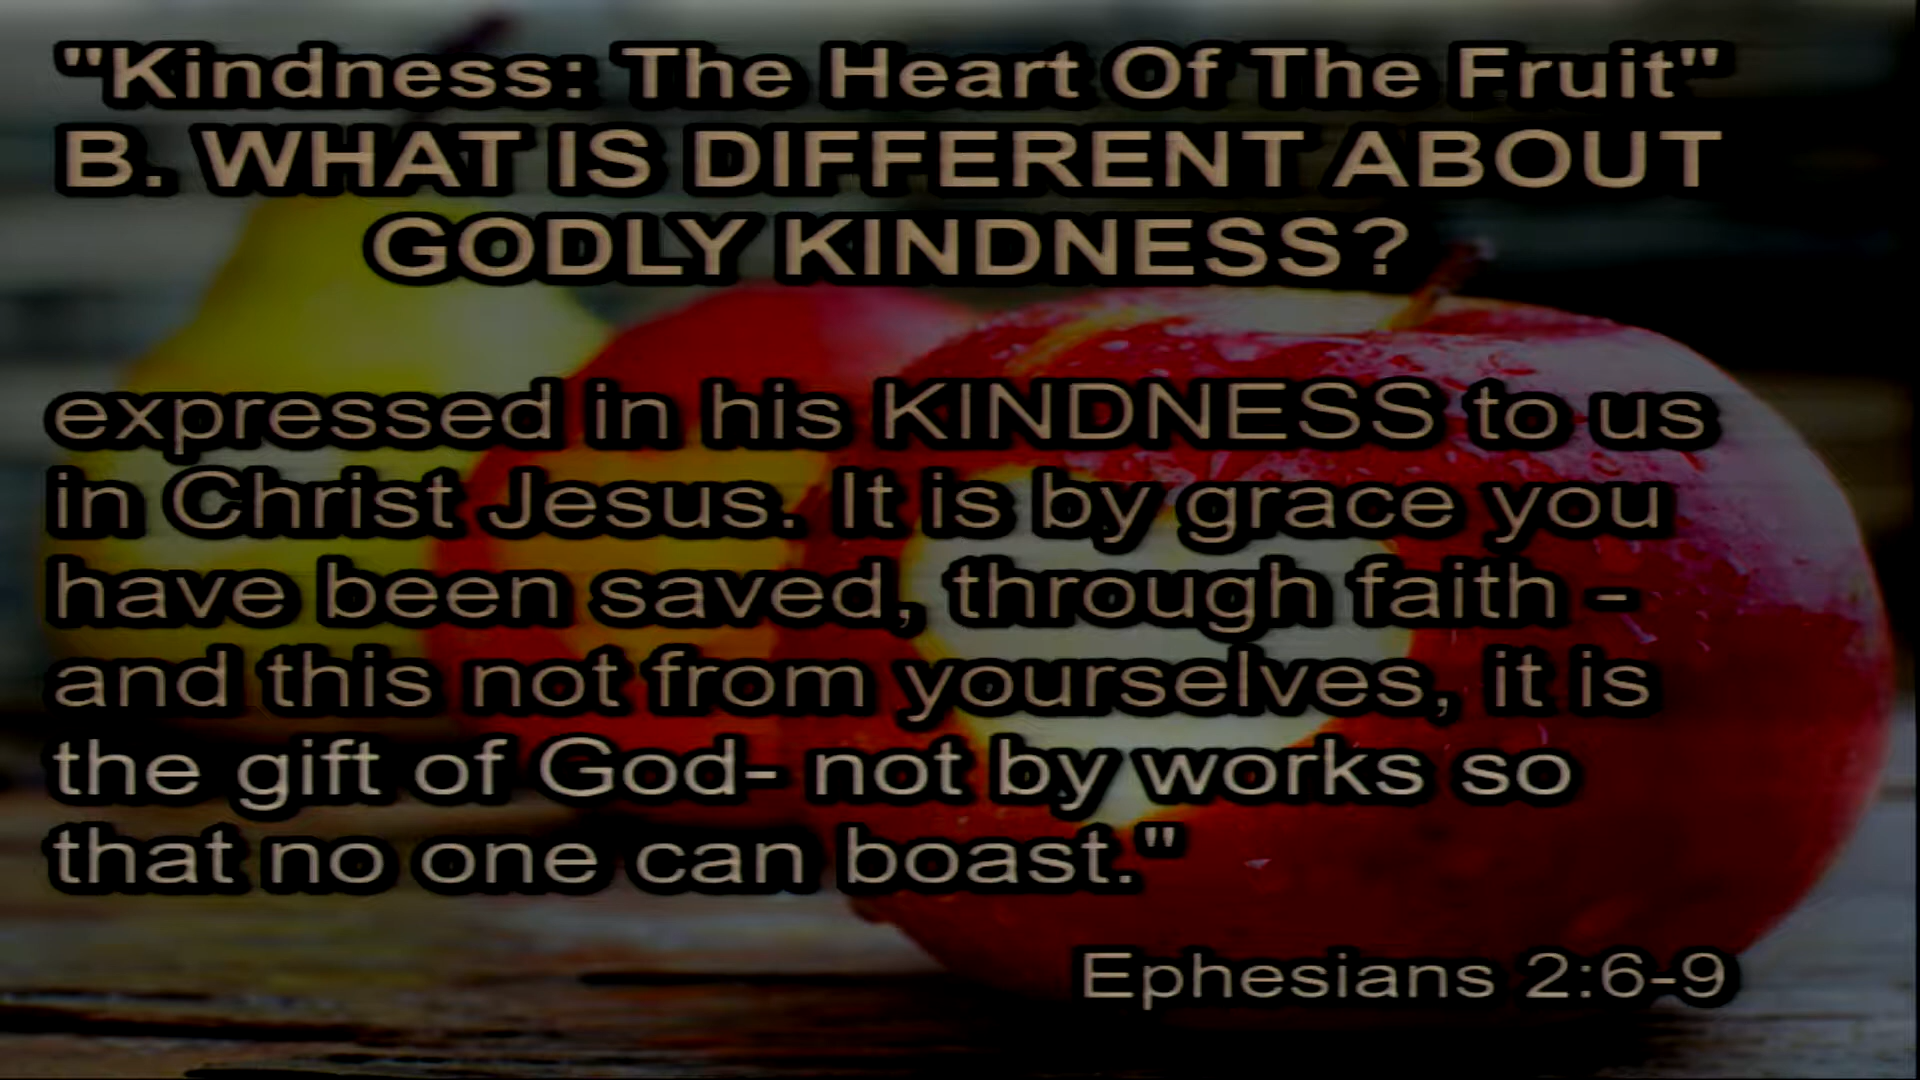 "Kindness: The Heart Of The Fruit"
B. WHAT IS DIFFERENT ABOUT
GODLY KINDNESS?
expressed in his KINDNESS to us
in Christ Jesus. It is by grace you
have been saved, through faith -
and this not from yourselves, it is
the gift of God- not by works so
that no one can boast."
Ephesians 2:6-9